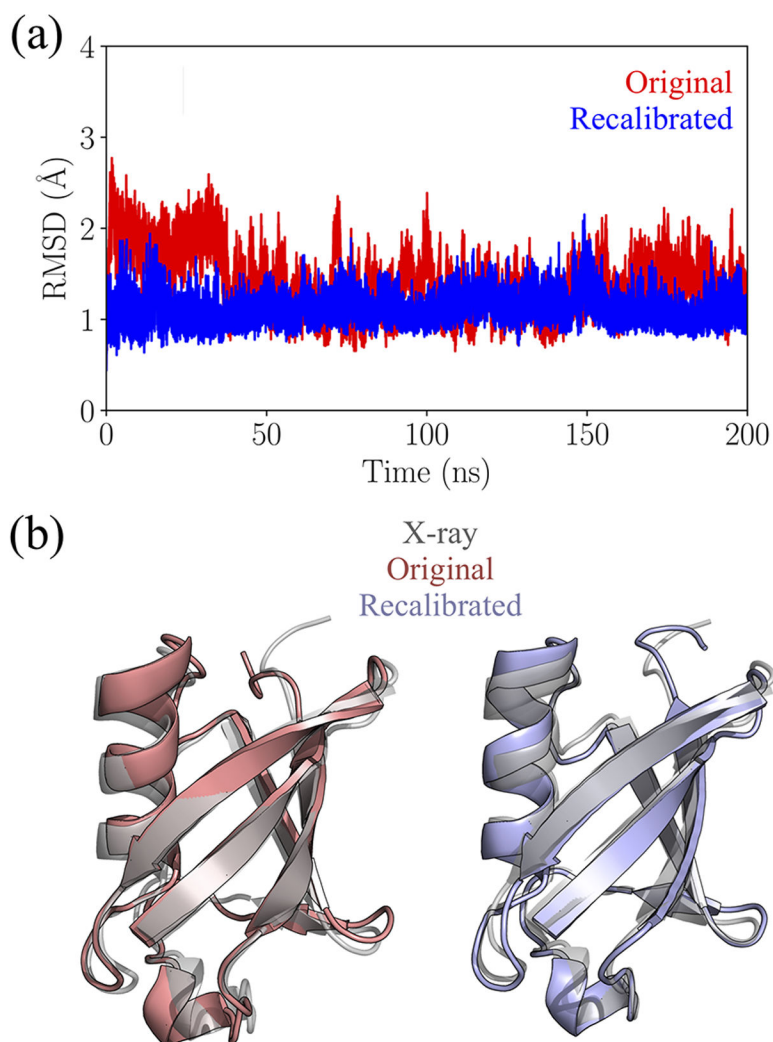 (a)
4
3
2
1
0
RMSD (Å)
Original
Recalibrated
0 50 100 150 200
Time (ns)
(b)
X-ray
Original
Recalibrated